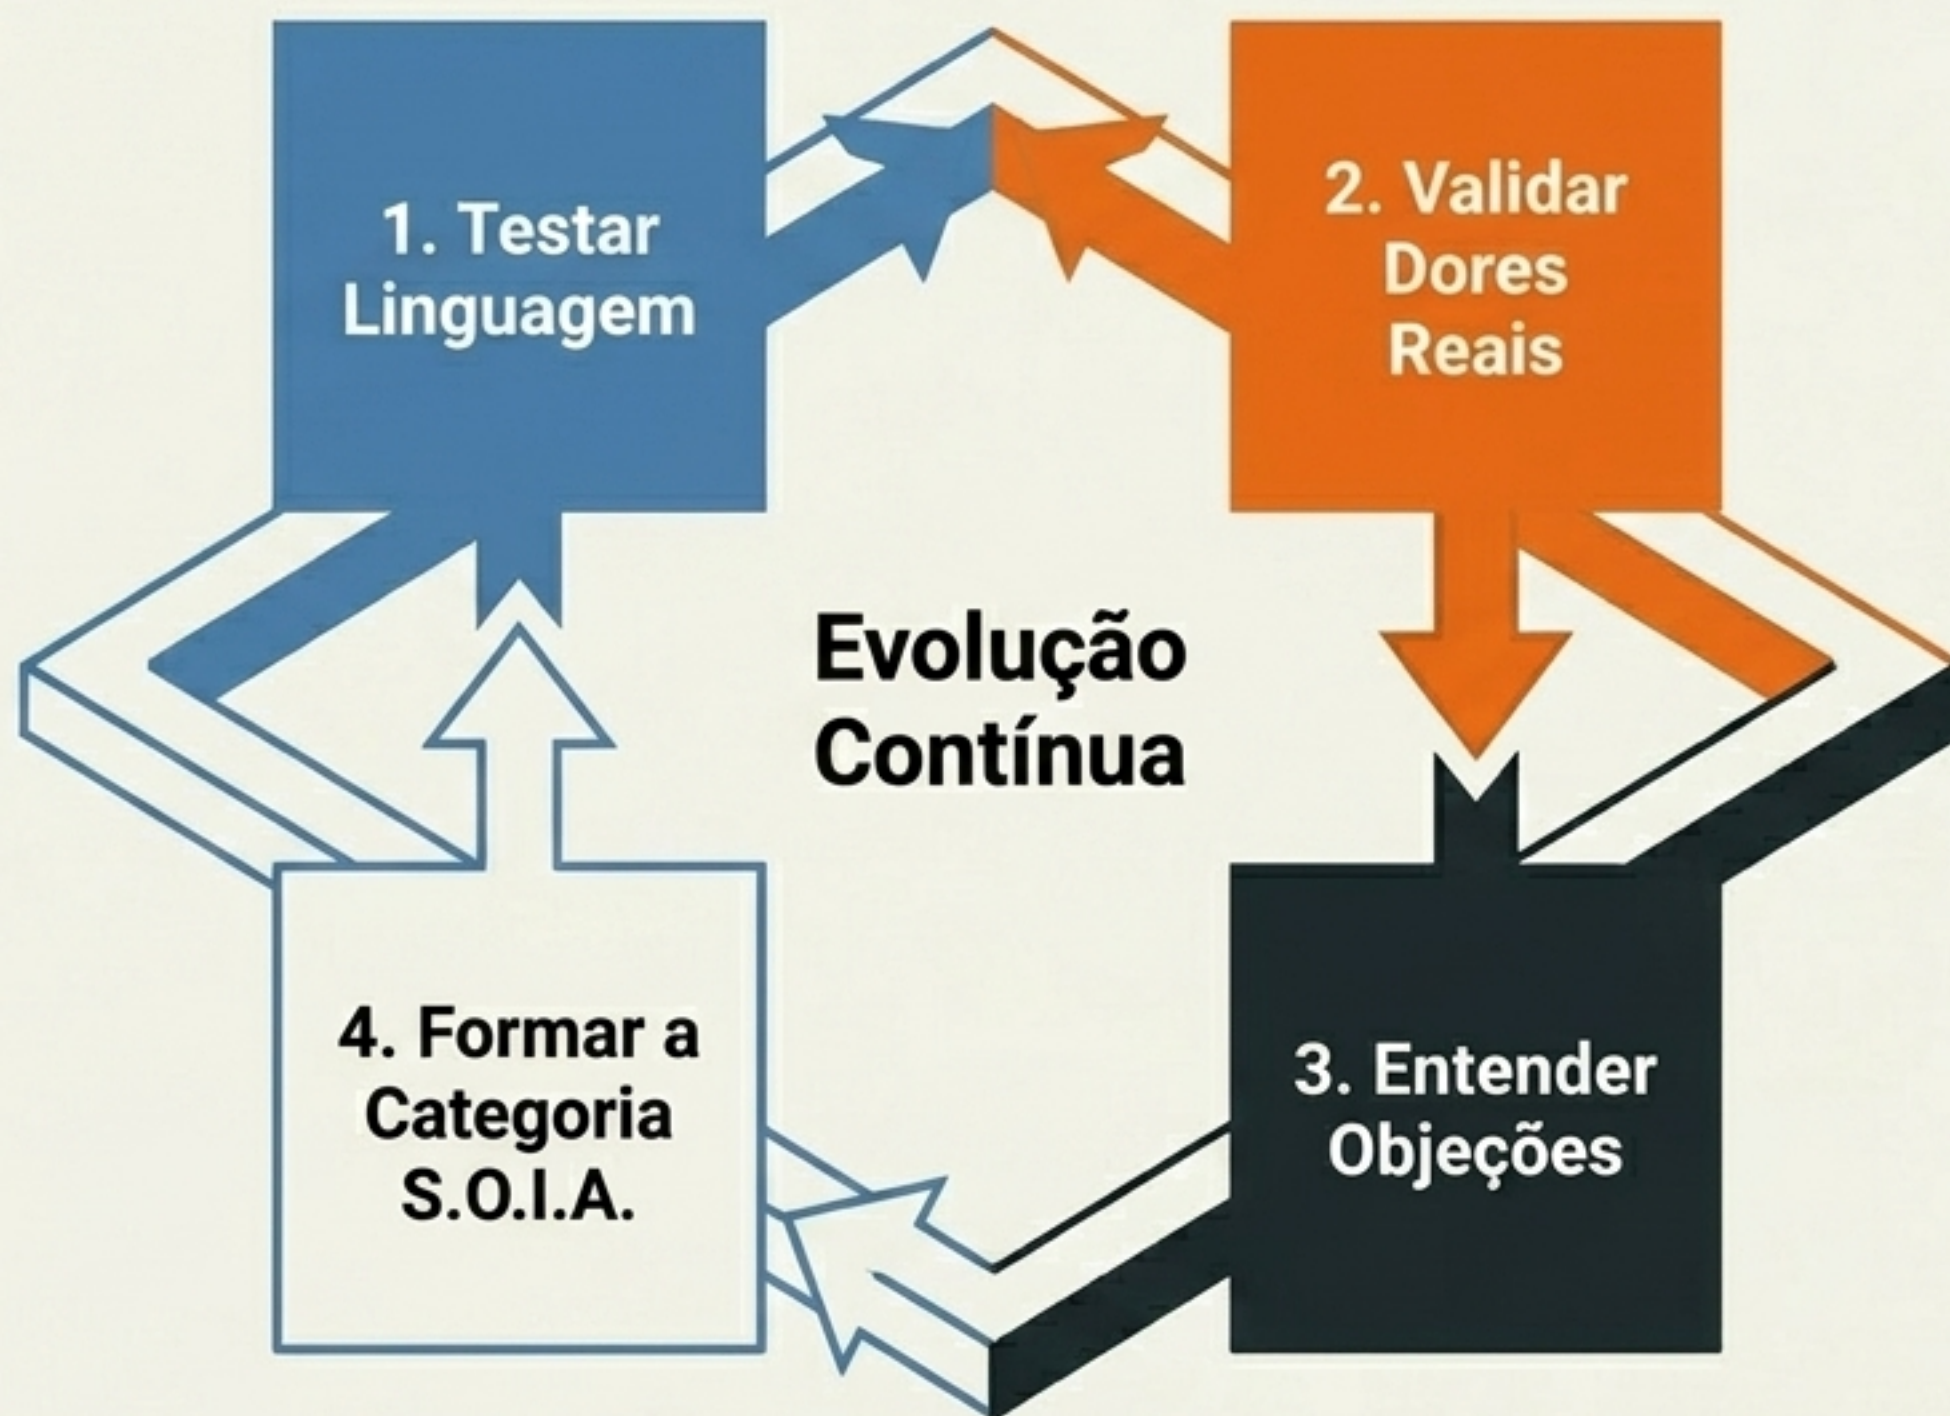 1. Testar
Linguagem
2. Validar
Dores
Reais
Evolução
Contínua
3. Entender
Objeções
4. Formar a
Categoria
S.O.I.A.